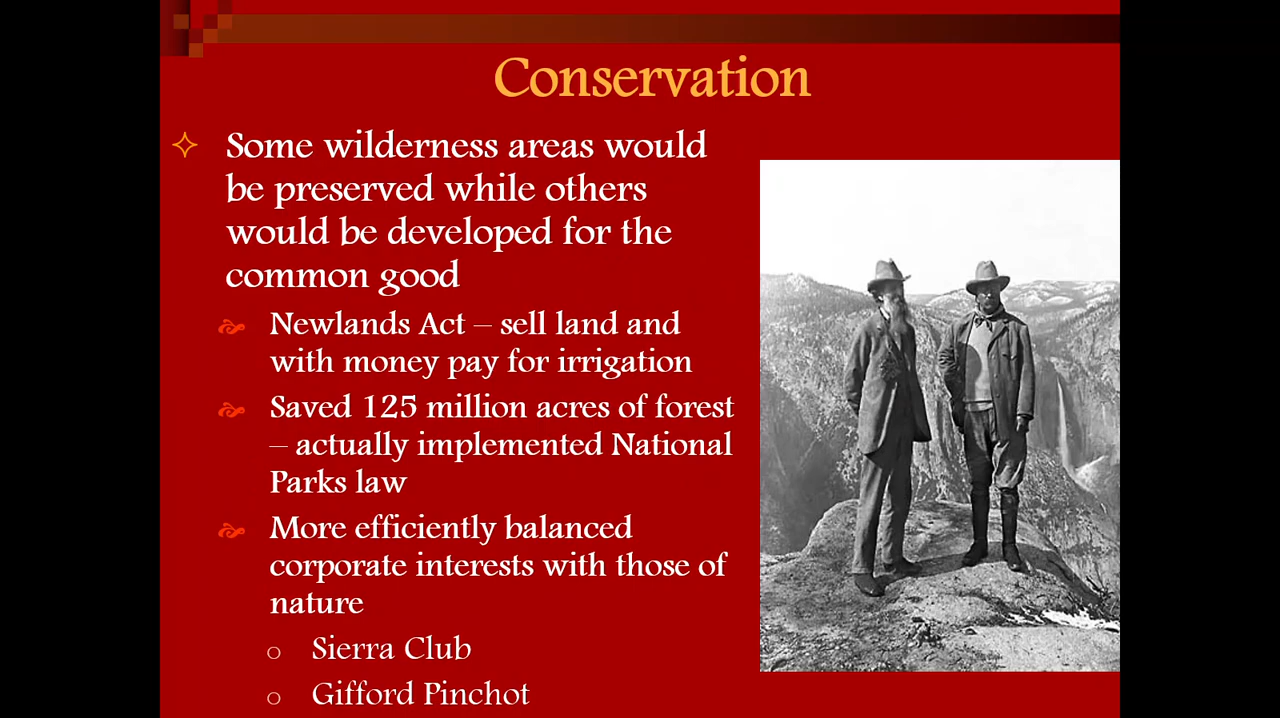 Conservation
Some wilderness areas would
be preserved while others
would be developed for the
common good
Newlands Act – sell land and
with money pay for irrigation
Saved 125 million acres of forest
– actually implemented National
Parks law
More efficiently balanced
corporate interests with those of
nature
Sierra Club
Gifford Pinchot